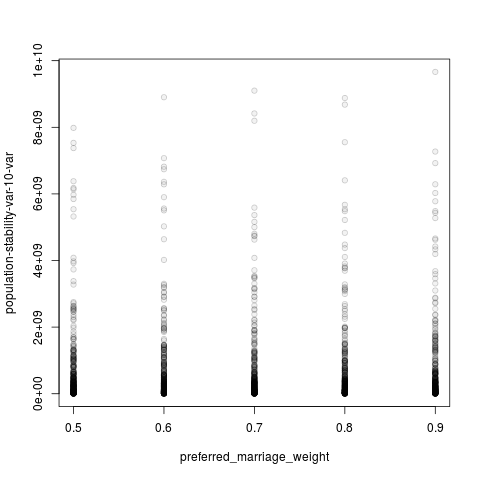 population-stability-var-10-var
1e+10
8e+09
6e+09
4e+09
2e+09
0e+00
0.5 0.6 0.7 0.8 0.9
preferred_marriage_weight